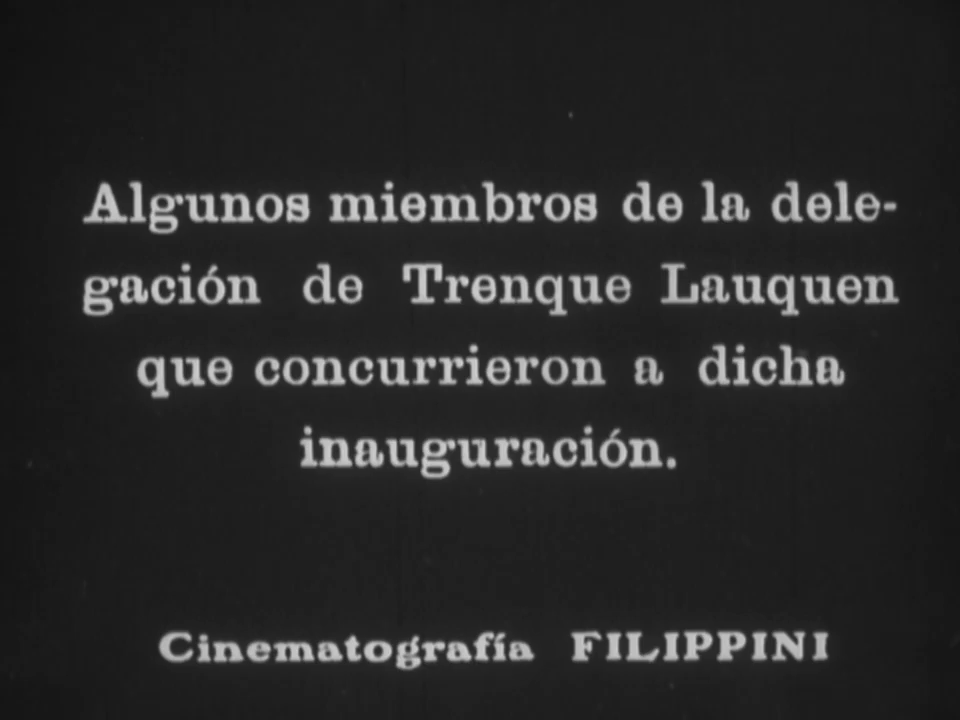 Algunos miembros de la dele-
gación de Trenque Lauquen
que concurrieron a dicha
inauguración.
Cinematografía FILIPPINI